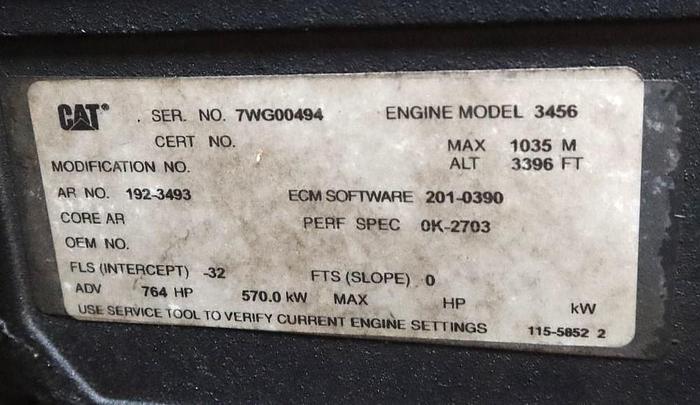 CAT® SER. NO. 7WG00494 ENGINE MODEL 3456
CERT NO. MAX 1035 M
MODIFICATION NO. ALT 3396 FT
AR NO. 192-3493 ECM SOFTWARE 201-0390
CORE AR PERF SPEC 0K-2703
OEM NO.
FLS (INTERCEPT) -32 FTS (SLOPE) 0
ADV 764 HP 570.0 kW MAX HP kW
USE SERVICE TOOL TO VERIFY CURRENT ENGINE SETTINGS 115-5852 2